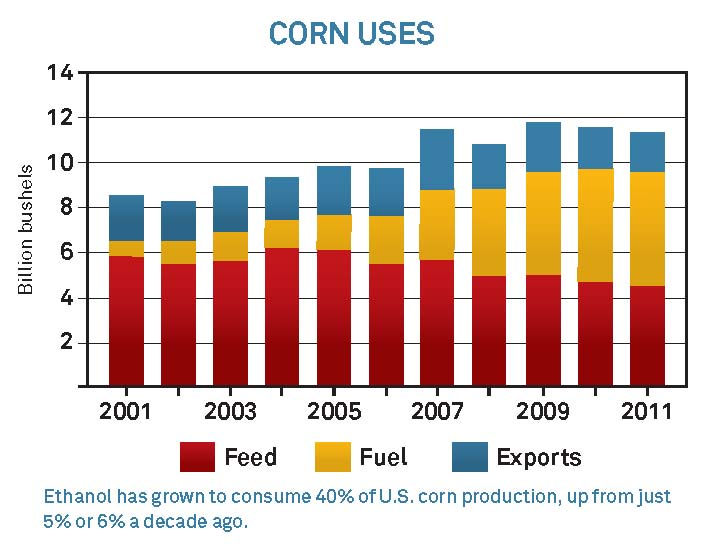 CORN USES
14
12
10
8
6
4
2
Billion bushels
2001 2003 2005 2007 2009 2011
Feed Fuel Exports
Ethanol has grown to consume 40% of U.S. corn production, up from just
5% or 6% a decade ago.